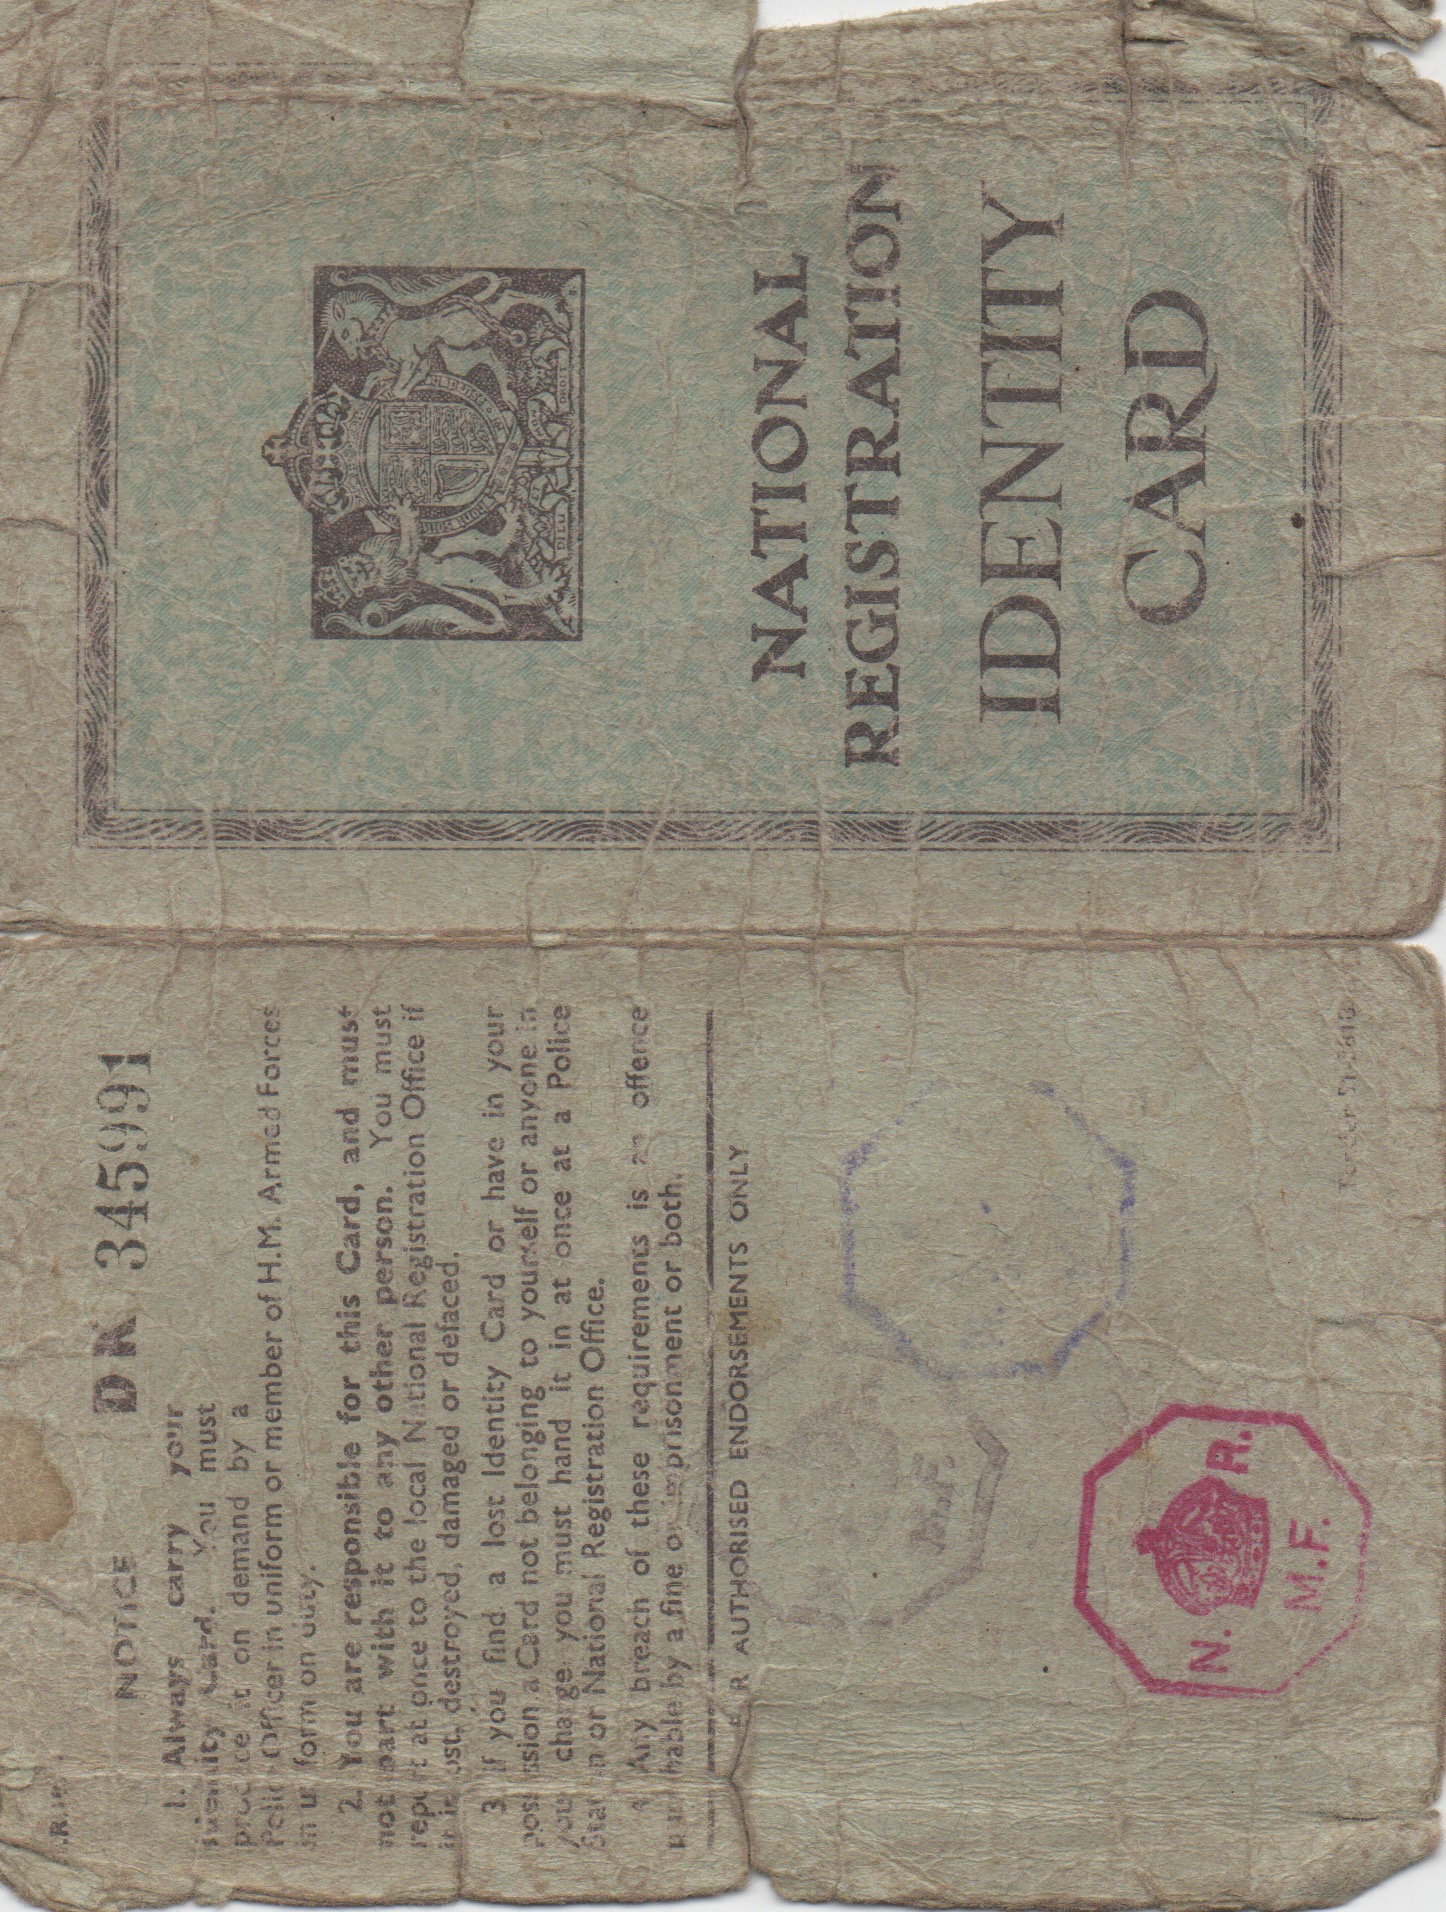 NOTICE
DK 345991
1. Always carry your
Identity Card. You must
produce it on demand by a
Police Officer in uniform or member of H.M. Armed Forces
in uniform on duty.
2. You are responsible for this Card, and must
not part with it to any other person. You must
report at once to the local National Registration Office if
it is lost, destroyed, damaged or defaced.
3. If you find a lost Identity Card or have in your
possession a Card not belonging to yourself or anyone in
your charge you must hand it in at once at a Police
Station or National Registration Office.
4 Any breach of these requirements is an offence
punishable by a fine or imprisonment or both.
AUTHORISED ENDORSEMENTS ONLY
M.F.
N. R.
M.F.
NATIONAL
REGISTRATION
IDENTITY
CARD
DIEU ET MON DROIT